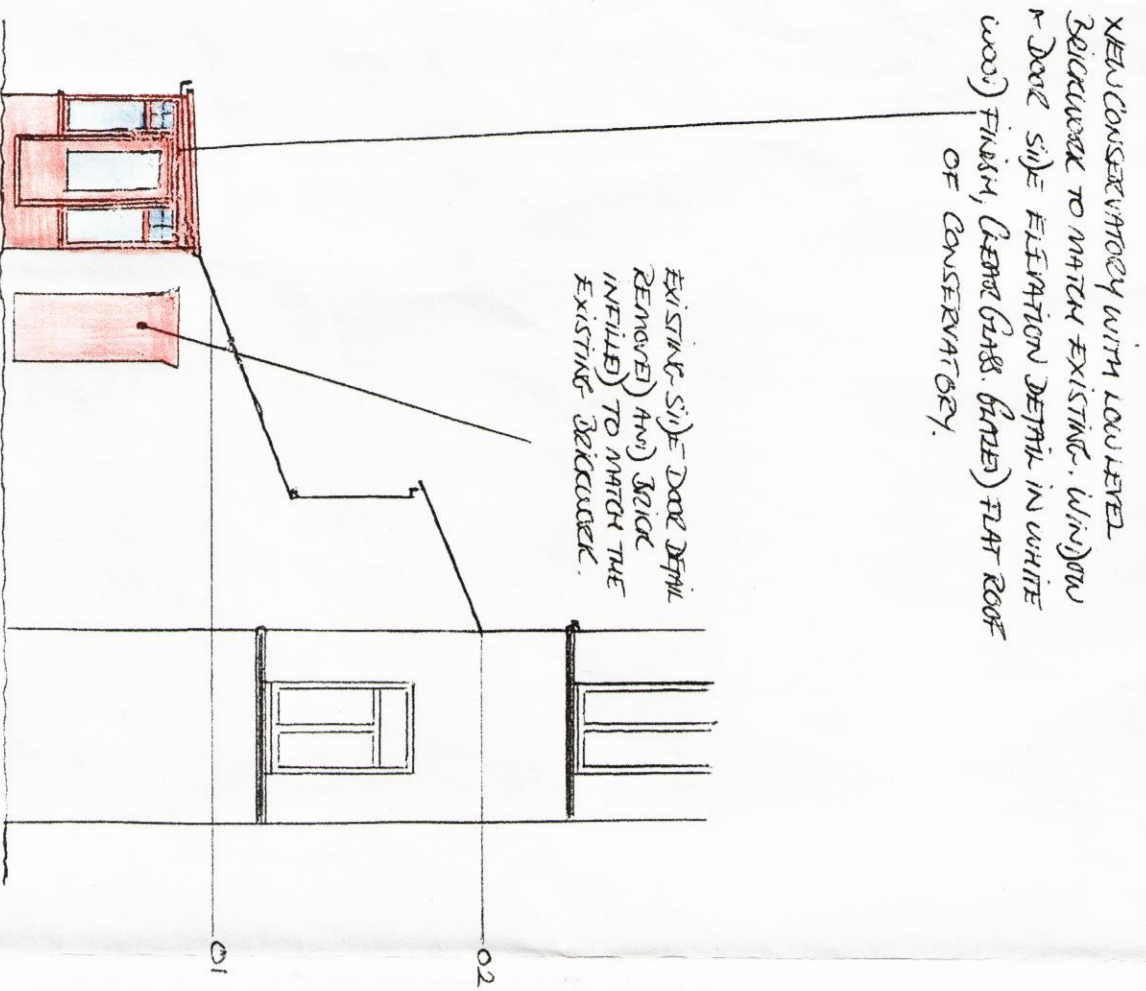 NEW CONSERVATORY WITH LOW LEVEL
BRICKWORK TO MATCH EXISTING. WINDOW
& DOOR SIDE ELEVATION DETAIL IN WHITE
WOOD FINISH, CLEAR GLASS. GLAZED FLAT ROOF
OF CONSERVATORY.
EXISTING SIDE DOOR DETAIL
REMOVED AND BRICK
INFILLED TO MATCH THE
EXISTING BRICKWORK.
01
02